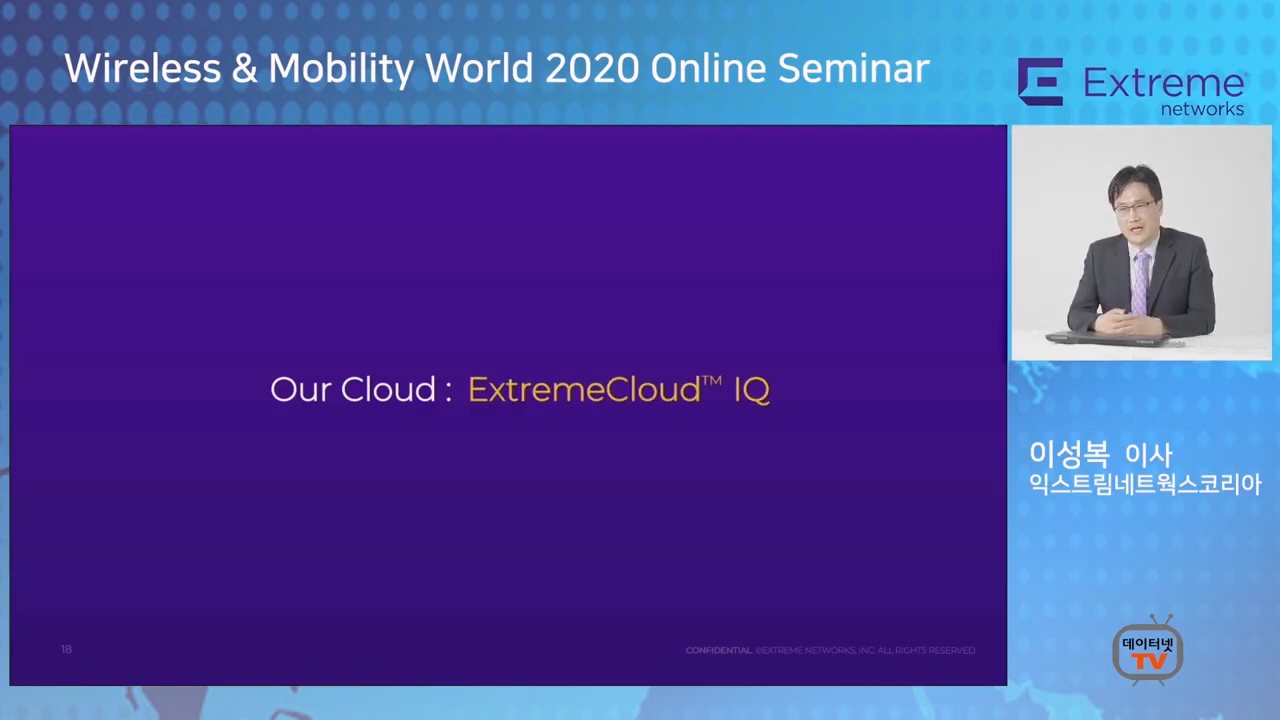 Wireless & Mobility World 2020 Online Seminar
Extreme
networks
Our Cloud : ExtremeCloud™ IQ
이성복 이사
익스트림네트웍스코리아
18
CONFIDENTIAL. ©EXTREME NETWORKS, INC. ALL RIGHTS RESERVED.
데이터넷
TV